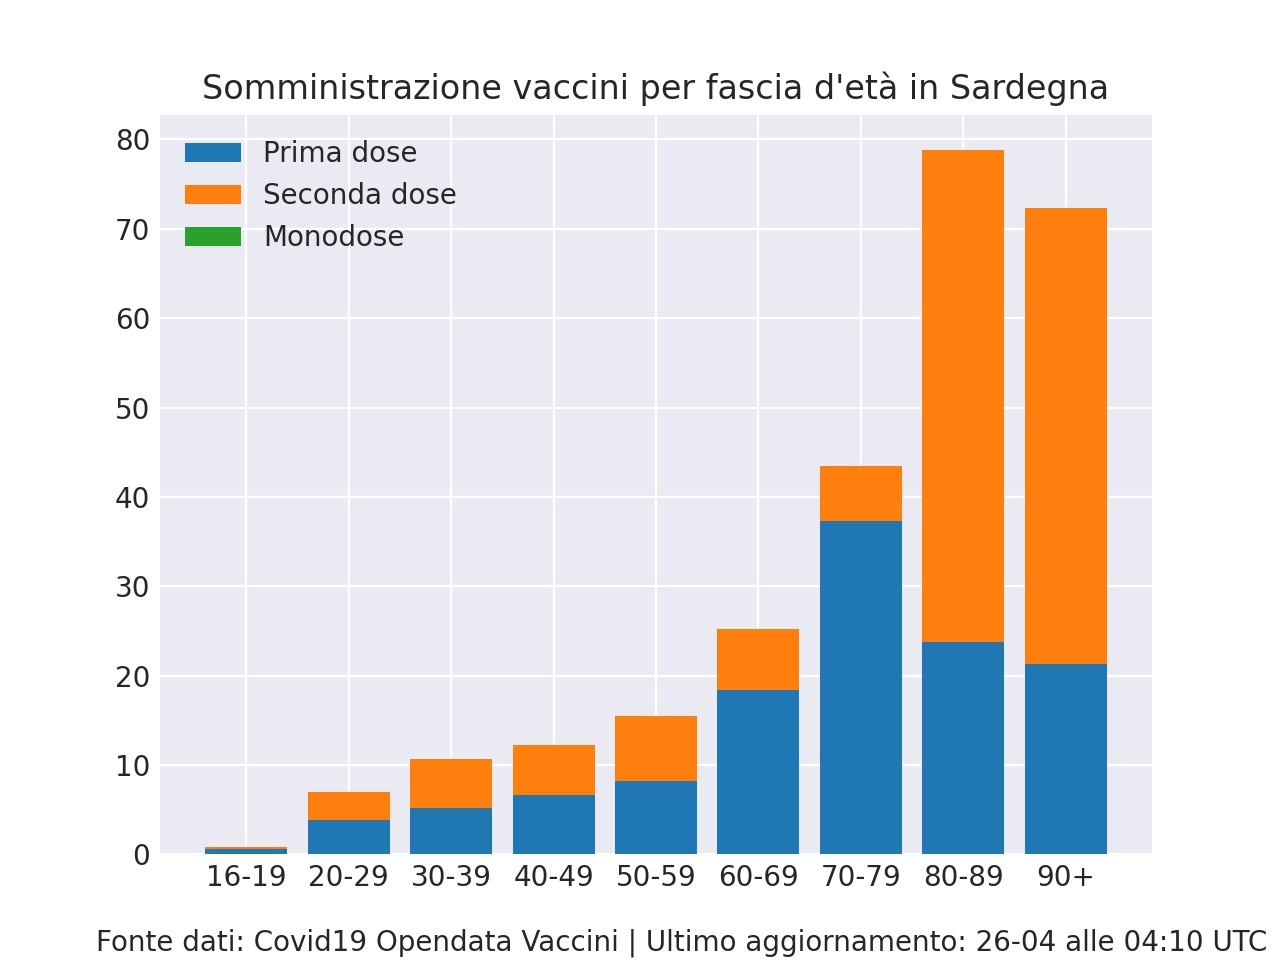 Somministrazione vaccini per fascia d'età in Sardegna
80
70
60
50
40
30
20
10
0
Prima dose
Seconda dose
Monodose
16-19 20-29 30-39 40-49 50-59 60-69 70-79 80-89 90+
Fonte dati: Covid19 Opendata Vaccini | Ultimo aggiornamento: 26-04 alle 04:10 UTC